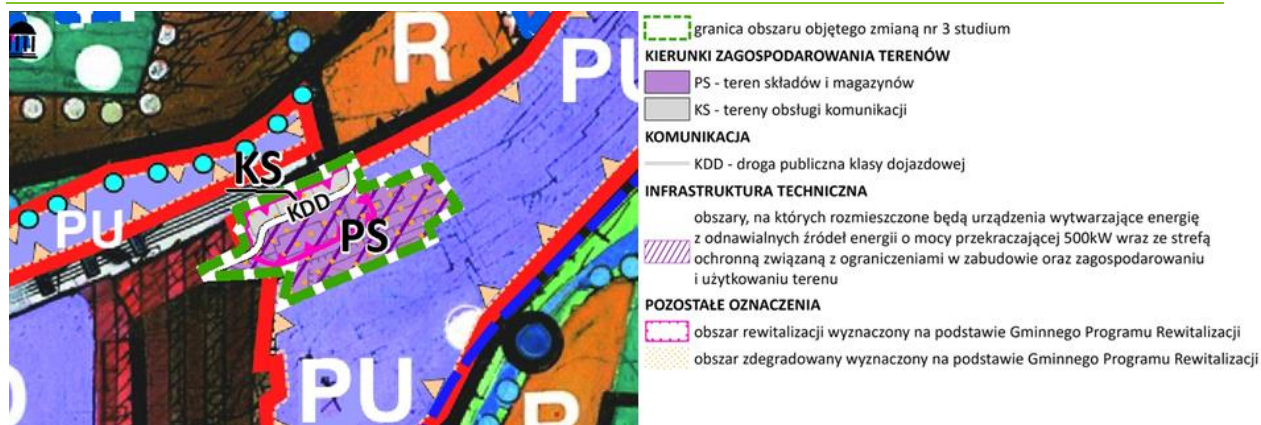 R
PU
KS
KDD
PS
PU
PU
granica obszaru objętego zmianą nr 3 studium
KIERUNKI ZAGOSPODAROWANIA TERENÓW
PS - teren składów i magazynów
KS - tereny obsługi komunikacji
KOMUNIKACJA
KDD - droga publiczna klasy dojazdowej
INFRASTRUKTURA TECHNICZNA
obszary, na których rozmieszczone będą urządzenia wytwarzające energię
z odnawialnych źródeł energii o mocy przekraczającej 500kW wraz ze strefą
ochronną związaną z ograniczeniami w zabudowie oraz zagospodarowaniu
i użytkowaniu terenu
POZOSTAŁE OZNACZENIA
obszar rewitalizacji wyznaczony na podstawie Gminnego Programu Rewitalizacji
obszar zdegradowany wyznaczony na podstawie Gminnego Programu Rewitalizacji